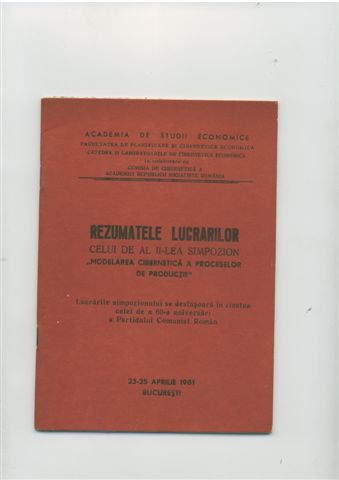 ACADEMIA DE STUDII ECONOMICE
FACULTATEA DE PLANIFICARE ȘI CIBERNETICĂ ECONOMICĂ
CATEDRA ȘI LABORATOARELE DE CIBERNETICĂ ECONOMICĂ
în colaborare cu
COMISIA DE CIBERNETICĂ A
ACADEMIEI REPUBLICII SOCIALISTE ROMÂNIA
REZUMATELE LUCRARILOR
CELUI DE AL II-LEA SIMPOZION
„MODELAREA CIBERNETICĂ A PROCESELOR
DE PRODUCȚIE"
Lucrările simpozionului se desfășoară în cinstea
celei de a 60-a aniversări
a Partidului Comunist Român
23-25 APRILIE 1981
BUCUREȘTI